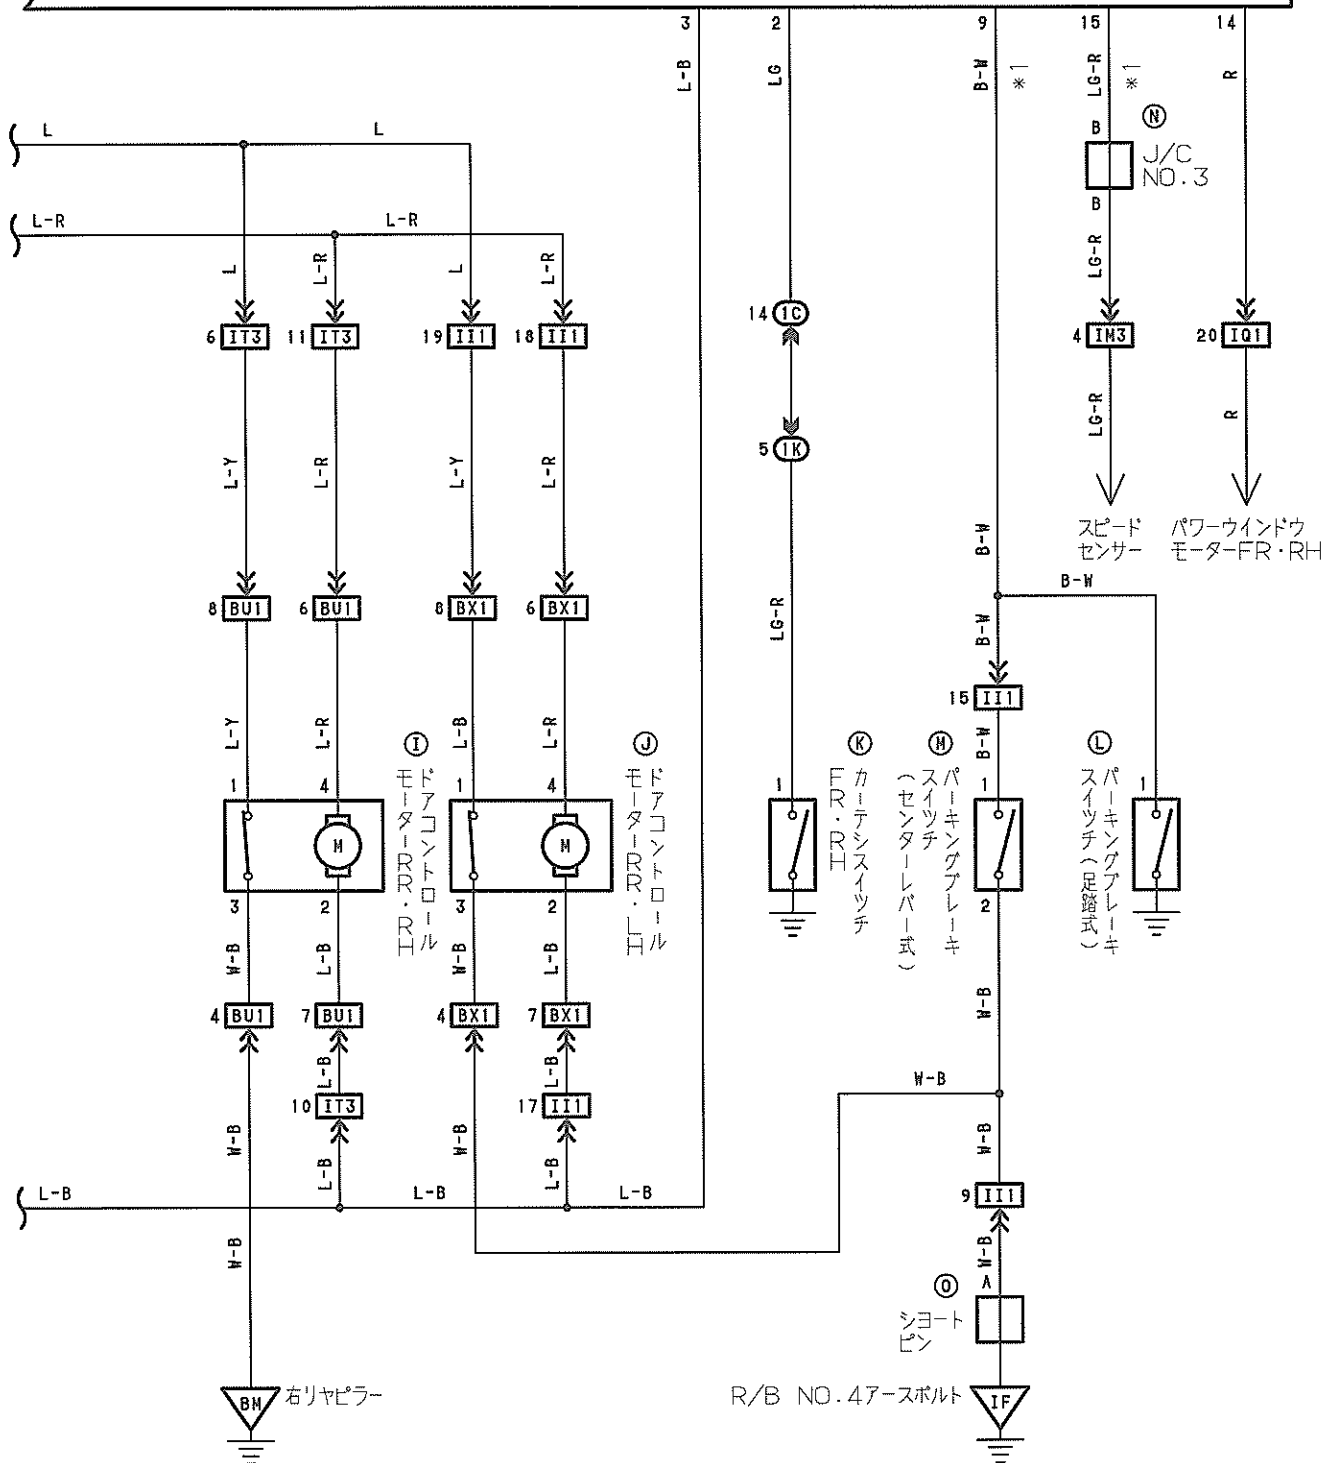 3
2
9
15
14
L-B
LG
B-W
*1
LG-R
*1
R
L
L
B
N
J/C
NO.3
B
L-R
L-R
L
L-R
L
L-R
LG-R
14 1C
6 IT3
11 IT3
19 II1
18 II1
4 IM3
20 IQ1
LG-R
R
5 1K
L-Y
L-R
L-Y
L-R
スピード
センサー
パワーウインドウ
モーターFR・RH
B-W
B-W
8 BU1
6 BU1
8 BX1
6 BX1
LG-R
B-W
15 II1
L-Y
L-R
L-B
L-R
B-W
I
ドアコントロール
モーターRR・RH
J
ドアコントロール
モーターRR・LH
K
カーテシスイッチ
FR・RH
M
パーキングブレーキ
スイッチ
(センターレバー式)
L
パーキングブレーキ
スイッチ(足踏式)
1
4
1
4
1
1
1
M
M
3
2
3
2
2
W-B
L-B
W-B
L-B
W-B
4 BU1
7 BU1
4 BX1
7 BX1
L-B
L-B
W-B
10 IT3
17 II1
W-B
W-B
W-B
L-B
L-B
9 II1
L-B
L-B
L-B
W-B
W-B
O
A
ショート
ピン
BM
右リヤピラー
R/B NO.4アースボルト
IF